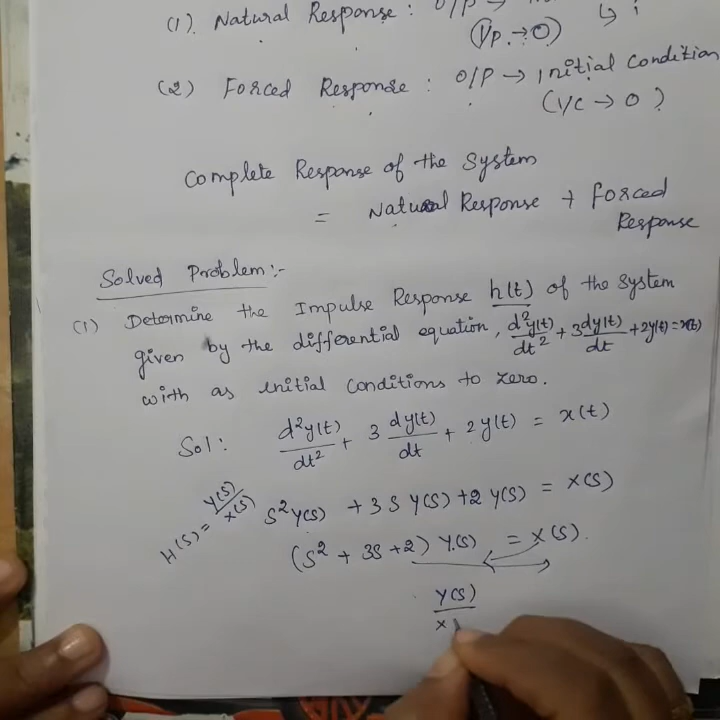 (1). Natural Response : O/P →
(I/p. → 0)
(2) Forced Response : O/P → Initial Condition
(I/C → 0)
Complete Response of the System
= Natural Response + Forced
Response
Solved Problem:-
(1) Determine the Impulse Response h(t) of the System
given by the differential equation, d²y(t)/dt² + 3dy(t)/dt + 2y(t) = x(t)
with as initial conditions to zero.
Sol: d²y(t)/dt² + 3 dy(t)/dt + 2y(t) = x(t)
H(S) = Y(S)/X(S)
S²Y(S) + 3S Y(S) + 2 Y(S) = X(S)
(S² + 3S + 2) Y(S) = X(S).
Y(S)/X